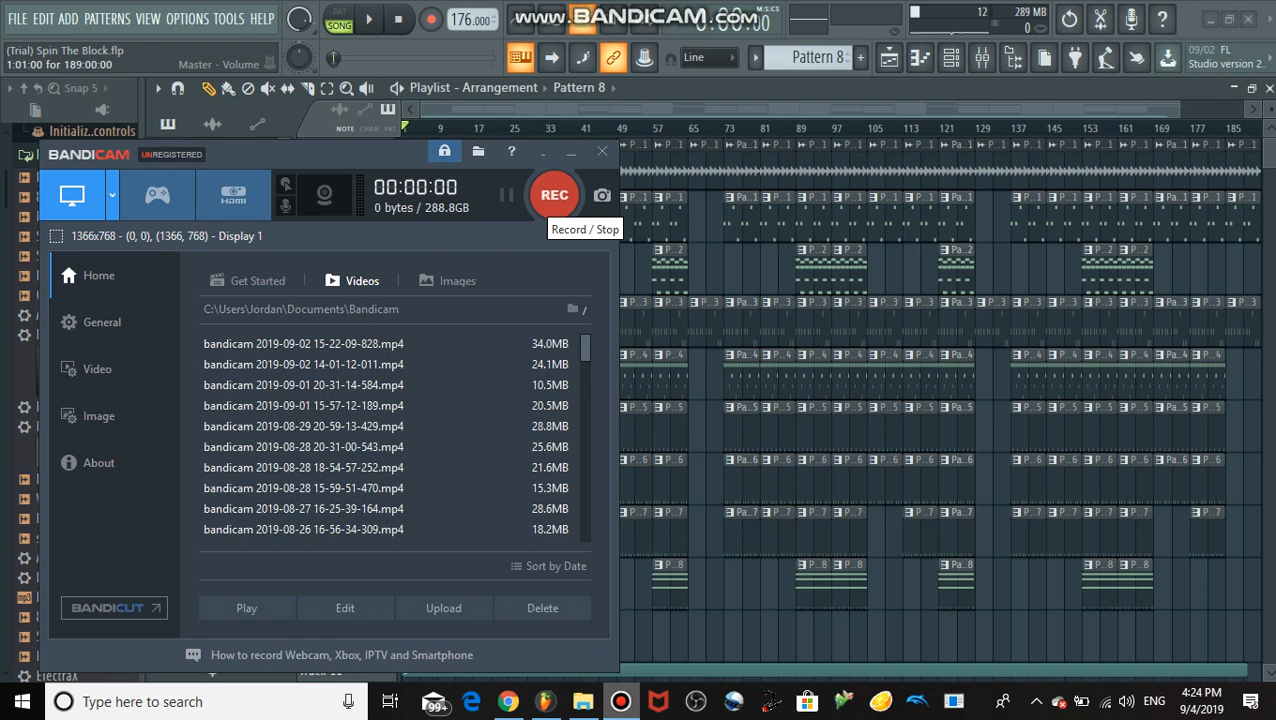 FILE EDIT ADD PATTERNS VIEW OPTIONS TOOLS HELP
PAT
SONG
176.000
www.BANDICAM.com
0:00:00
M:S:CS
12
289 MB
0
(Trial) Spin The Block.flp
1:01:00 for 189:00:00
Master - Volume
Line
Pattern 8
09/02 FL
Studio version 2...
Snap 5
Playlist - Arrangement
Pattern 8
Initializ..controls
NOTE CHAN PAT
9 17 25 33 41 49 57 65 73 81 89 97 105 113 121 129 137 145 153 161 169 177 185
BANDICAM UNREGISTERED
?
HDMI
00:00:00
0 bytes / 288.8GB
REC
Record / Stop
1366x768 - (0, 0), (1366, 768) - Display 1
Home
General
Video
Image
About
Get Started
Videos
Images
C:\Users\Jordan\Documents\Bandicam
/
bandicam 2019-09-02 15-22-09-828.mp4 34.0MB
bandicam 2019-09-02 14-01-12-011.mp4 24.1MB
bandicam 2019-09-01 20-31-14-584.mp4 10.5MB
bandicam 2019-09-01 15-57-12-189.mp4 20.5MB
bandicam 2019-08-29 20-59-13-429.mp4 28.8MB
bandicam 2019-08-28 20-31-00-543.mp4 25.6MB
bandicam 2019-08-28 18-54-57-252.mp4 21.6MB
bandicam 2019-08-28 15-59-51-470.mp4 15.3MB
bandicam 2019-08-27 16-25-39-164.mp4 28.6MB
bandicam 2019-08-26 16-56-34-309.mp4 18.2MB
Sort by Date
Play
Edit
Upload
Delete
BANDICUT
How to record Webcam, Xbox, IPTV and Smartphone
ElectraX
Type here to search
99+
ENG
4:24 PM
9/4/2019